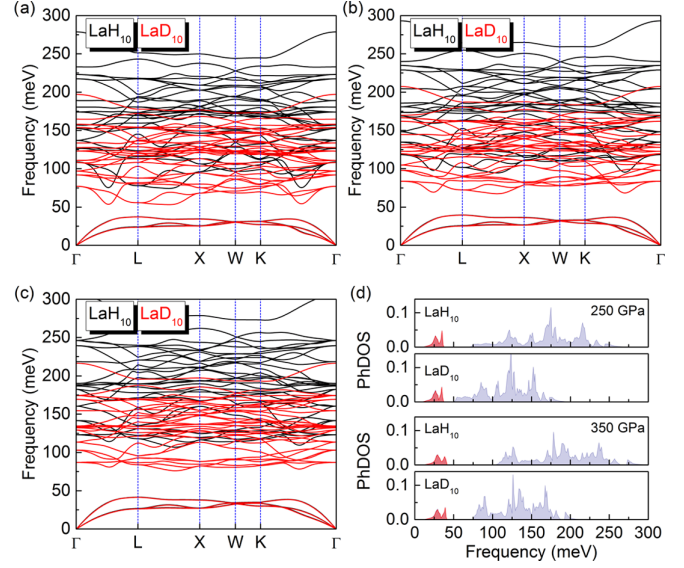 (a)
300
250
200
150
100
50
0
Frequency (meV)
LaH₁₀ LaD₁₀
Γ L X W K Γ
(b)
300
250
200
150
100
50
0
Frequency (meV)
LaH₁₀ LaD₁₀
Γ L X W K Γ
(c)
300
250
200
150
100
50
0
Frequency (meV)
LaH₁₀ LaD₁₀
Γ L X W K Γ
(d)
PhDOS
0.1
0.0
LaH₁₀ 250 GPa
0.1
0.0
LaD₁₀
PhDOS
0.1
0.0
LaH₁₀ 350 GPa
0.1
0.0
LaD₁₀
0 50 100 150 200 250 300
Frequency (meV)